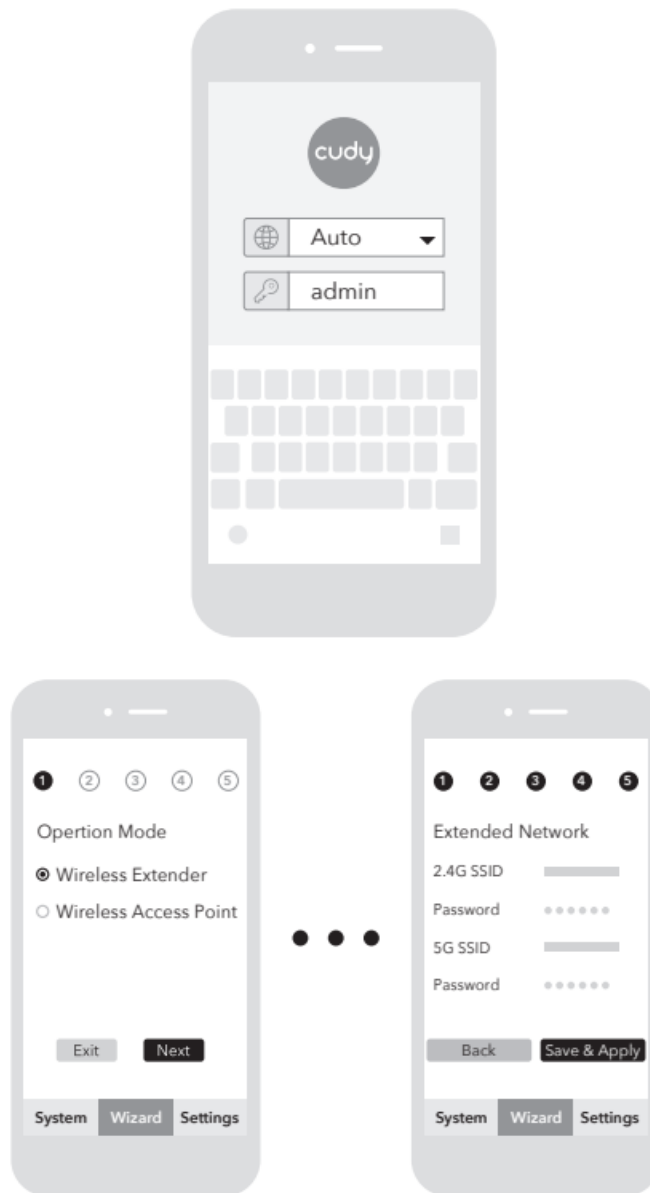 cudy
Auto
admin
1 2 3 4 5
Opertion Mode
Wireless Extender
Wireless Access Point
Exit Next
System Wizard Settings
1 2 3 4 5
Extended Network
2.4G SSID
Password
5G SSID
Password
Back Save & Apply
System Wizard Settings